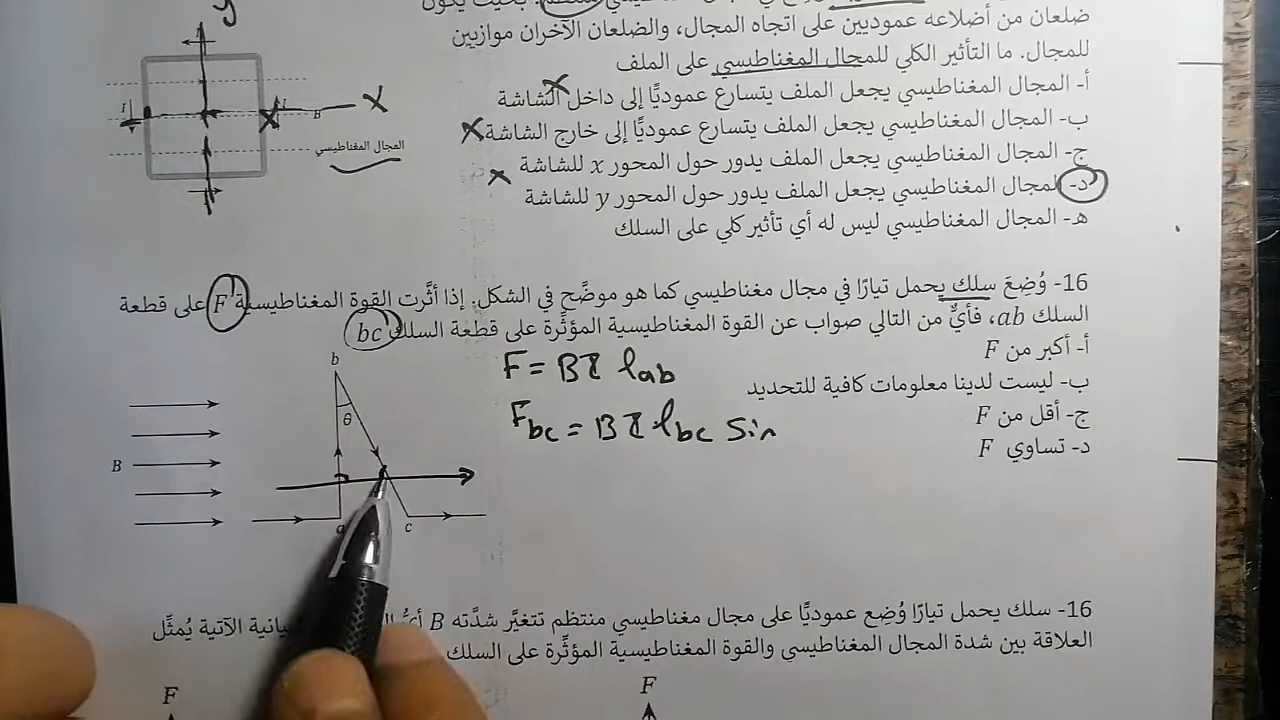 ضلعان من أضلاعه عموديين على اتجاه المجال، والضلعان الآخران موازيين
للمجال. ما التأثير الكلي للمجال المغناطيسي على الملف
أ- المجال المغناطيسي يجعل الملف يتسارع عموديًا إلى داخل الشاشة
ب- المجال المغناطيسي يجعل الملف يتسارع عموديًا إلى خارج الشاشة
ج- المجال المغناطيسي يجعل الملف يدور حول المحور x للشاشة
د- لمجال المغناطيسي يجعل الملف يدور حول المحور y للشاشة
هـ- المجال المغناطيسي ليس له أي تأثير كلي على السلك
y
I
I
B
x
المجال المغناطيسي
16- وُضِعَ سلك يحمل تيارًا في مجال مغناطيسي كما هو موضَّح في الشكل. إذا أثَّرت القوة المغناطيسية F على قطعة
السلك ab، فأيٌّ من التالي صواب عن القوة المغناطيسية المؤثِّرة على قطعة السلك bc
أ- أكبر من F
ب- ليست لدينا معلومات كافية للتحديد
ج- أقل من F
د- تساوي F
F = BI lab
Fbc = BI lbc Sin
b
θ
B
a
c
16- سلك يحمل تيارًا وُضِع عموديًّا على مجال مغناطيسي منتظم تتغيَّر شدَّته B أيُّ البيانية الآتية يُمثِّل
العلاقة بين شدة المجال المغناطيسي والقوة المغناطيسية المؤثِّرة على السلك
F
F